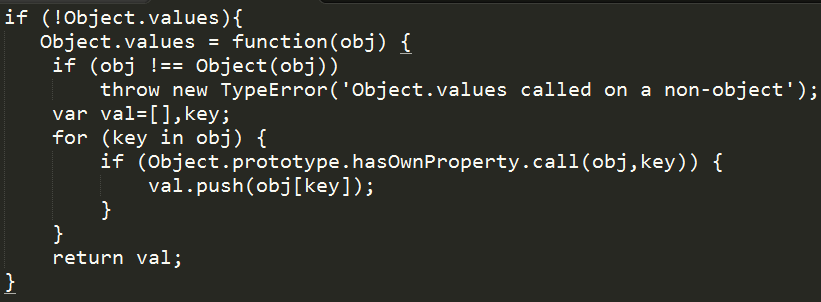 if (!Object.values){
   Object.values = function(obj) {
    if (obj !== Object(obj))
        throw new TypeError('Object.values called on a non-object');
    var val=[],key;
    for (key in obj) {
        if (Object.prototype.hasOwnProperty.call(obj,key)) {
            val.push(obj[key]);
        }
    }
    return val;
}